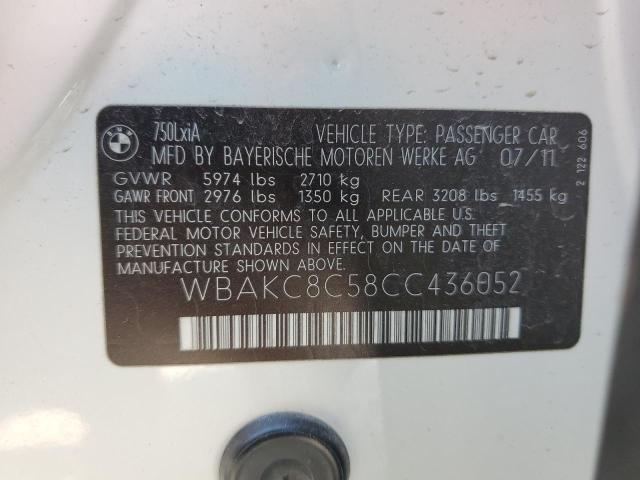 BMW
750LxiA VEHICLE TYPE: PASSENGER CAR
MFD BY BAYERISCHE MOTOREN WERKE AG 07/11
GVWR 5974 lbs 2710 kg
GAWR FRONT 2976 lbs 1350 kg REAR 3208 lbs 1455 kg
THIS VEHICLE CONFORMS TO ALL APPLICABLE U.S.
FEDERAL MOTOR VEHICLE SAFETY, BUMPER AND THEFT
PREVENTION STANDARDS IN EFFECT ON THE DATE OF
MANUFACTURE SHOWN ABOVE.
WBAKC8C58CC436052
2 122 606